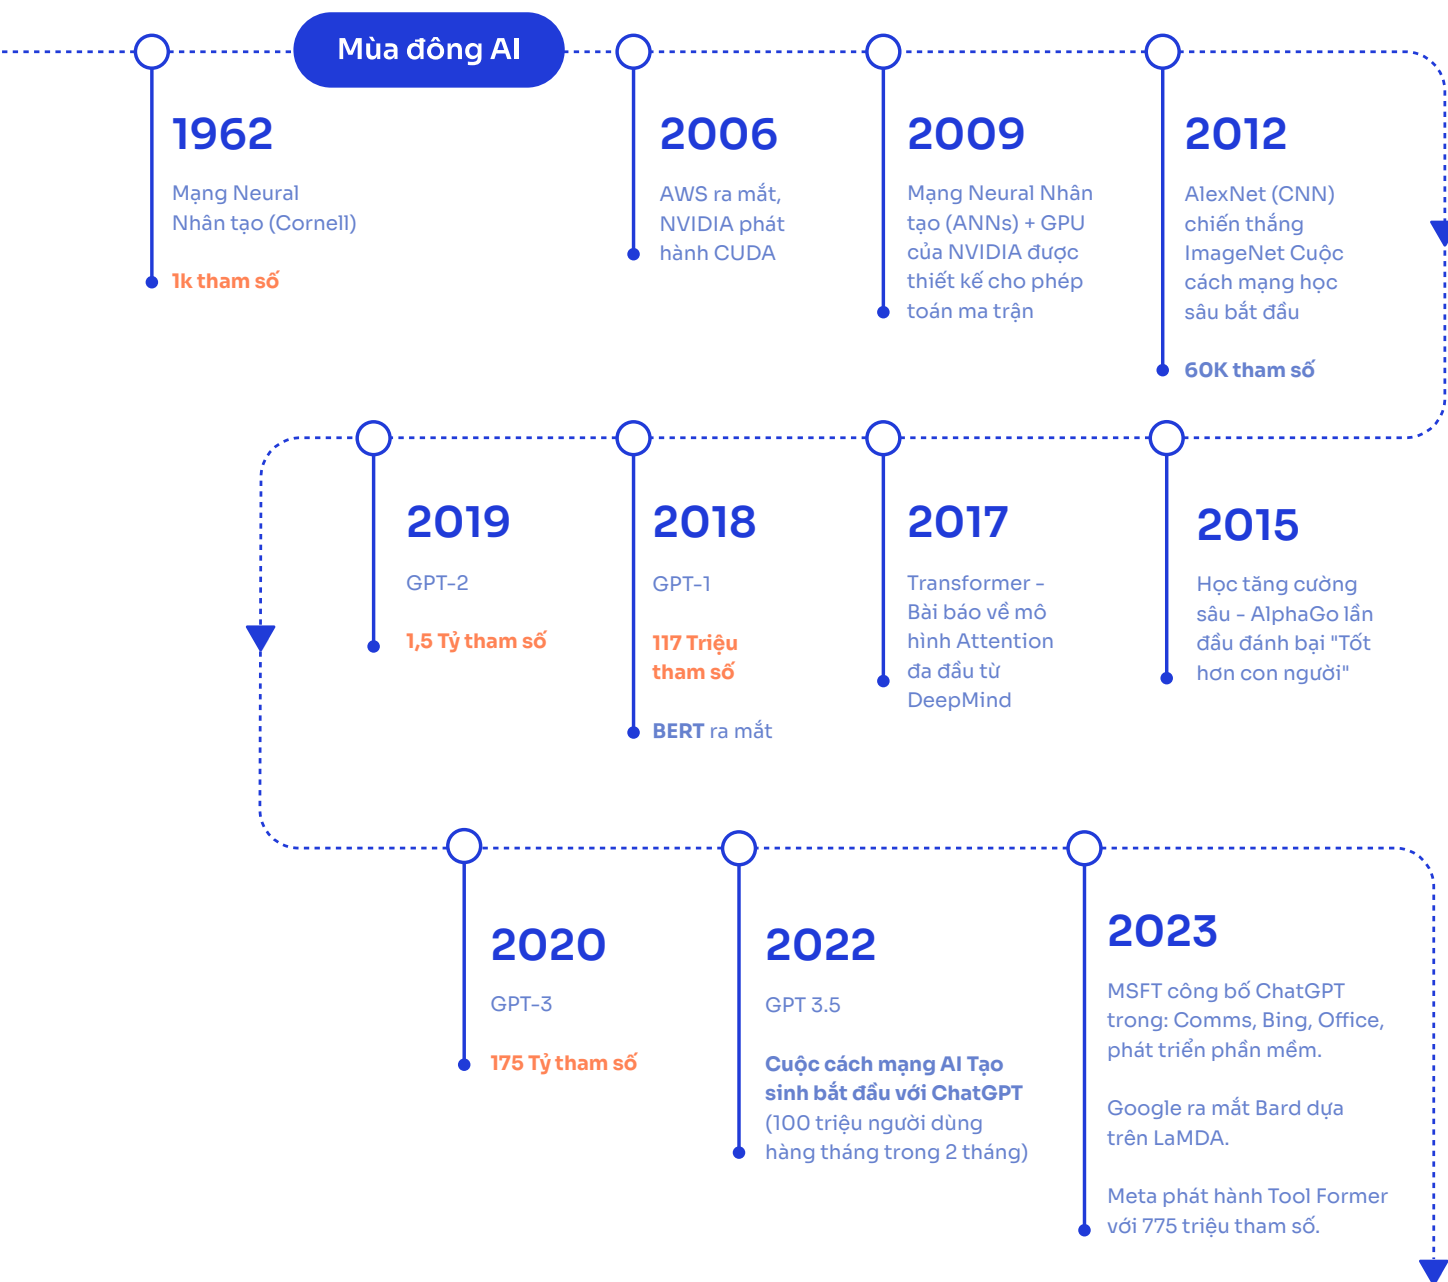 Mùa đông AI
1962
Mạng Neural
Nhân tạo (Cornell)
1k tham số
2006
AWS ra mắt,
NVIDIA phát
hành CUDA
2009
Mạng Neural Nhân
tạo (ANNs) + GPU
của NVIDIA được
thiết kế cho phép
toán ma trận
2012
AlexNet (CNN)
chiến thắng
ImageNet Cuộc
cách mạng học
sâu bắt đầu
60K tham số
2015
Học tăng cường
sâu - AlphaGo lần
đầu đánh bại "Tốt
hơn con người"
2017
Transformer -
Bài báo về mô
hình Attention
đa đầu từ
DeepMind
2018
GPT-1
117 Triệu
tham số
BERT ra mắt
2019
GPT-2
1,5 Tỷ tham số
2020
GPT-3
175 Tỷ tham số
2022
GPT 3.5
Cuộc cách mạng AI Tạo
sinh bắt đầu với ChatGPT
(100 triệu người dùng
hàng tháng trong 2 tháng)
2023
MSFT công bố ChatGPT
trong: Comms, Bing, Office,
phát triển phần mềm.
Google ra mắt Bard dựa
trên LaMDA.
Meta phát hành Tool Former
với 775 triệu tham số.